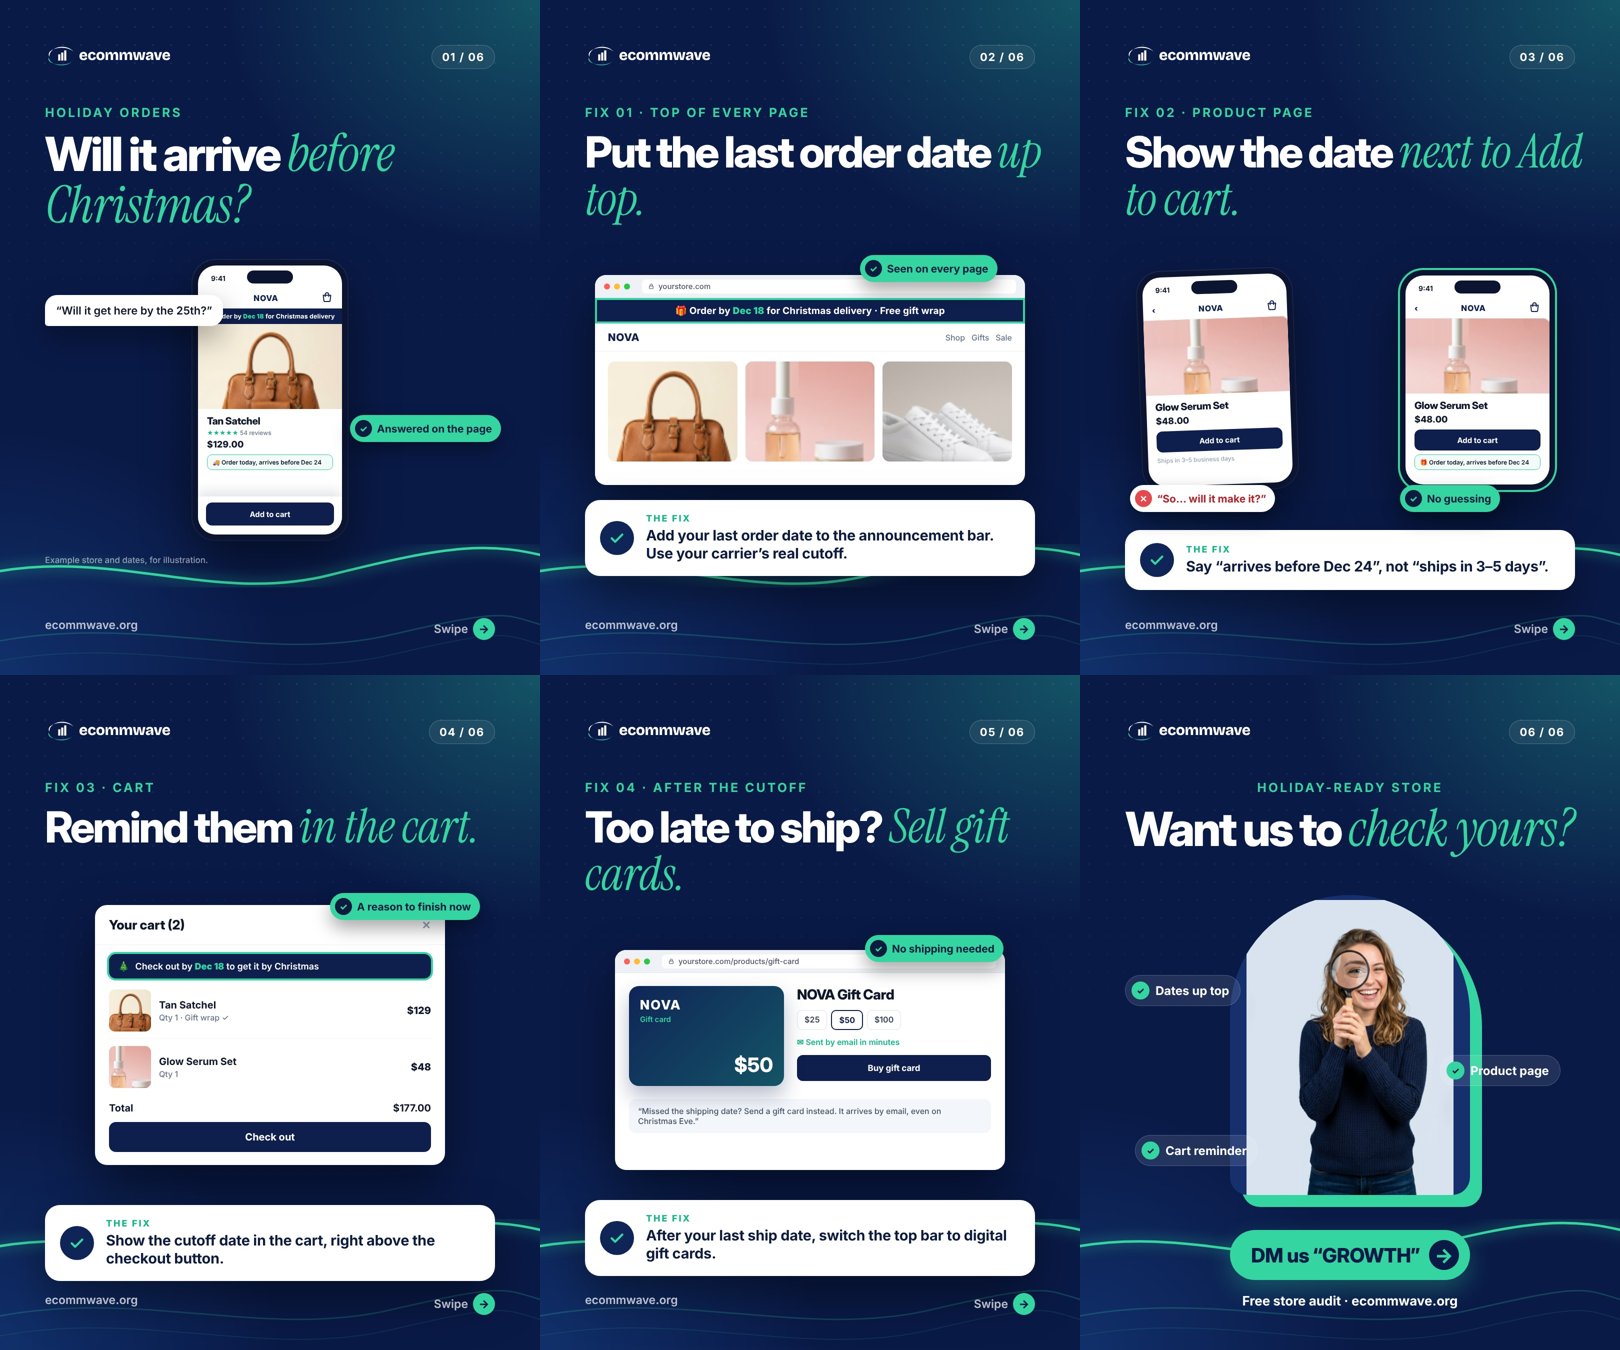 ecommwave
01 / 06
HOLIDAY ORDERS
Will it arrive before
Christmas?
9:41
NOVA
“Will it get here by the 25th?”
der by Dec 18 for Christmas delivery
Tan Satchel
★★★★★ 54 reviews
$129.00
🚚 Order today, arrives before Dec 24
Add to cart
Answered on the page
Example store and dates, for illustration.
ecommwave.org
Swipe
ecommwave
02 / 06
FIX 01 · TOP OF EVERY PAGE
Put the last order date up
top.
Seen on every page
yourstore.com
🎁 Order by Dec 18 for Christmas delivery · Free gift wrap
NOVA
Shop Gifts Sale
THE FIX
Add your last order date to the announcement bar.
Use your carrier’s real cutoff.
ecommwave.org
Swipe
ecommwave
03 / 06
FIX 02 · PRODUCT PAGE
Show the date next to Add
to cart.
9:41
NOVA
Glow Serum Set
$48.00
Add to cart
Ships in 3-5 business days
“So... will it make it?”
9:41
NOVA
Glow Serum Set
$48.00
Add to cart
🎁 Order today, arrives before Dec 24
No guessing
THE FIX
Say “arrives before Dec 24”, not “ships in 3–5 days”.
ecommwave.org
Swipe
ecommwave
04 / 06
FIX 03 · CART
Remind them in the cart.
A reason to finish now
Your cart (2)
🎄 Check out by Dec 18 to get it by Christmas
Tan Satchel
Qty 1 · Gift wrap ✓
$129
Glow Serum Set
Qty 1
$48
Total
$177.00
Check out
THE FIX
Show the cutoff date in the cart, right above the
checkout button.
ecommwave.org
Swipe
ecommwave
05 / 06
FIX 04 · AFTER THE CUTOFF
Too late to ship? Sell gift
cards.
No shipping needed
yourstore.com/products/gift-card
NOVA
Gift card
$50
NOVA Gift Card
$25 $50 $100
✉ Sent by email in minutes
Buy gift card
“Missed the shipping date? Send a gift card instead. It arrives by email, even on
Christmas Eve.”
THE FIX
After your last ship date, switch the top bar to digital
gift cards.
ecommwave.org
Swipe
ecommwave
06 / 06
HOLIDAY-READY STORE
Want us to check yours?
Dates up top
Product page
Cart reminder
DM us “GROWTH”
Free store audit · ecommwave.org